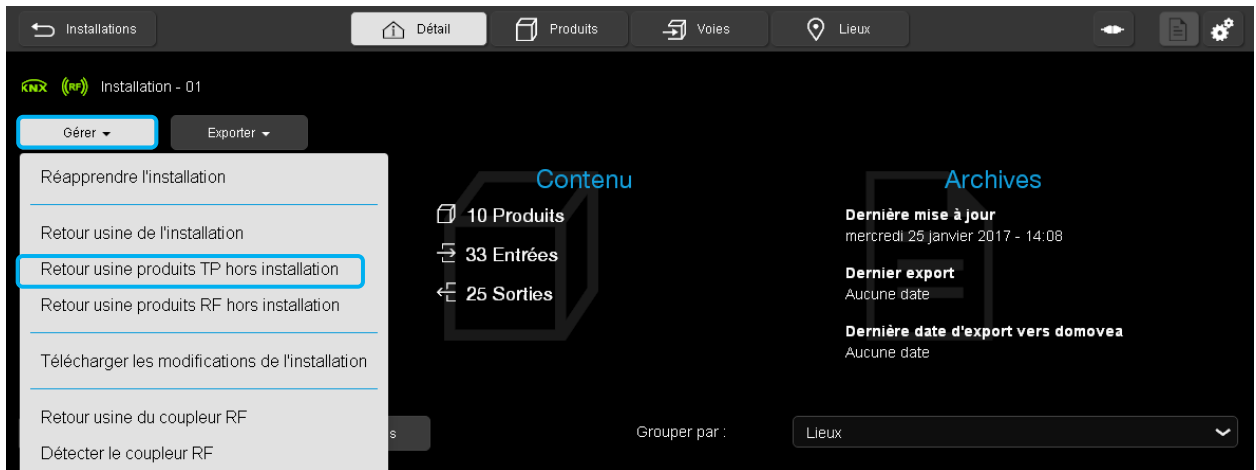 Installations
Détail
Produits
Voies
Lieux
KNX
RF
Installation - 01
Gérer
Exporter
Réapprendre l'installation
Retour usine de l'installation
Retour usine produits TP hors installation
Retour usine produits RF hors installation
Télécharger les modifications de l'installation
Retour usine du coupleur RF
Détecter le coupleur RF
Contenu
10 Produits
33 Entrées
25 Sorties
Archives
Dernière mise à jour
mercredi 25 janvier 2017 - 14:08
Dernier export
Aucune date
Dernière date d'export vers domovea
Aucune date
s
Grouper par :
Lieux